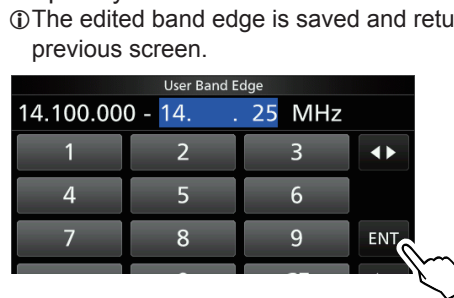 ⓘThe edited band edge is saved and retu
previous screen.
User Band Edge
14.100.000 - 14. . 25 MHz
1 2 3 ◀▶
4 5 6
7 8 9 ENT